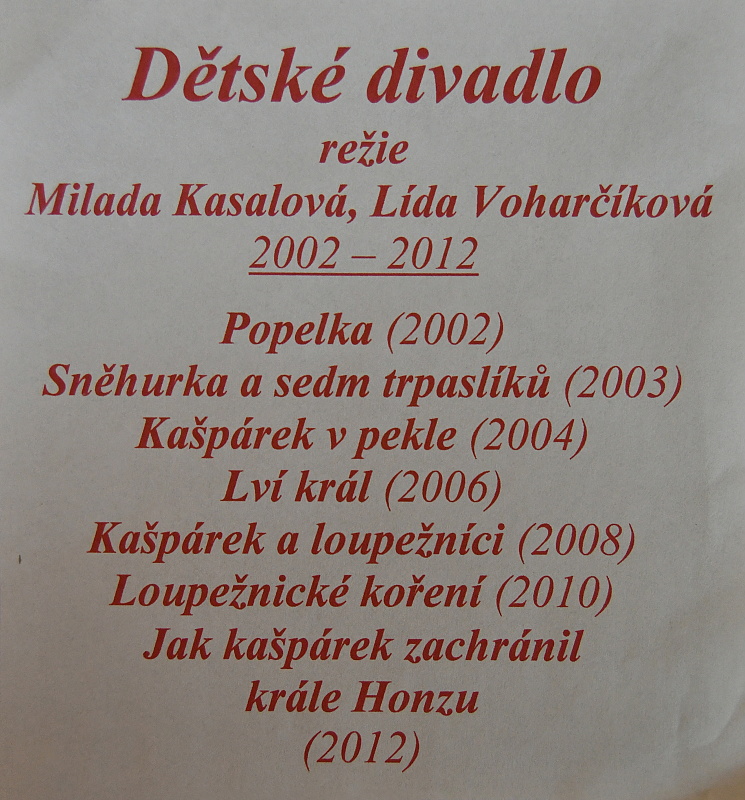 Dětské divadlo
režie
Milada Kasalová, Lída Voharčíková
2002 – 2012
Popelka (2002)
Sněhurka a sedm trpaslíků (2003)
Kašpárek v pekle (2004)
Lví král (2006)
Kašpárek a loupežníci (2008)
Loupežnické koření (2010)
Jak kašpárek zachránil
krále Honzu
(2012)